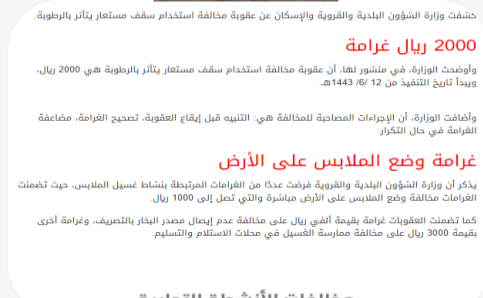 كشفت وزارة الشؤون البلدية والقروية والإسكان عن عقوبة مخالفة استخدام سقف مستعار يتأثر بالرطوبة.
2000 ريال غرامة
وأوضحت الوزارة، في منشور لها، أن عقوبة مخالفة استخدام سقف مستعار يتأثر بالرطوبة هي 2000 ريال،
ويبدأ تاريخ التنفيذ من 12 /6/ 1443هـ.
وأضافت الوزارة، أن الإجراءات المصاحبة للمخالفة هي: التنبيه قبل إيقاع العقوبة، تصحيح الغرامة، مضاعفة
الغرامة في حال التكرار.
غرامة وضع الملابس على الأرض
يذكر أن وزارة الشؤون البلدية والقروية فرضت عددًا من الغرامات المرتبطة بنشاط غسيل الملابس، حيث تضمنت
الغرامات مخالفة وضع الملابس على الأرض مباشرة والتي تصل إلى 1000 ريال.
كما تضمنت العقوبات غرامة بقيمة ألفي ريال على مخالفة عدم إيصال مصدر البخار بالتصريف، وغرامة أخرى
بقيمة 3000 ريال على مخالفة ممارسة الغسيل في محلات الاستلام والتسليم.